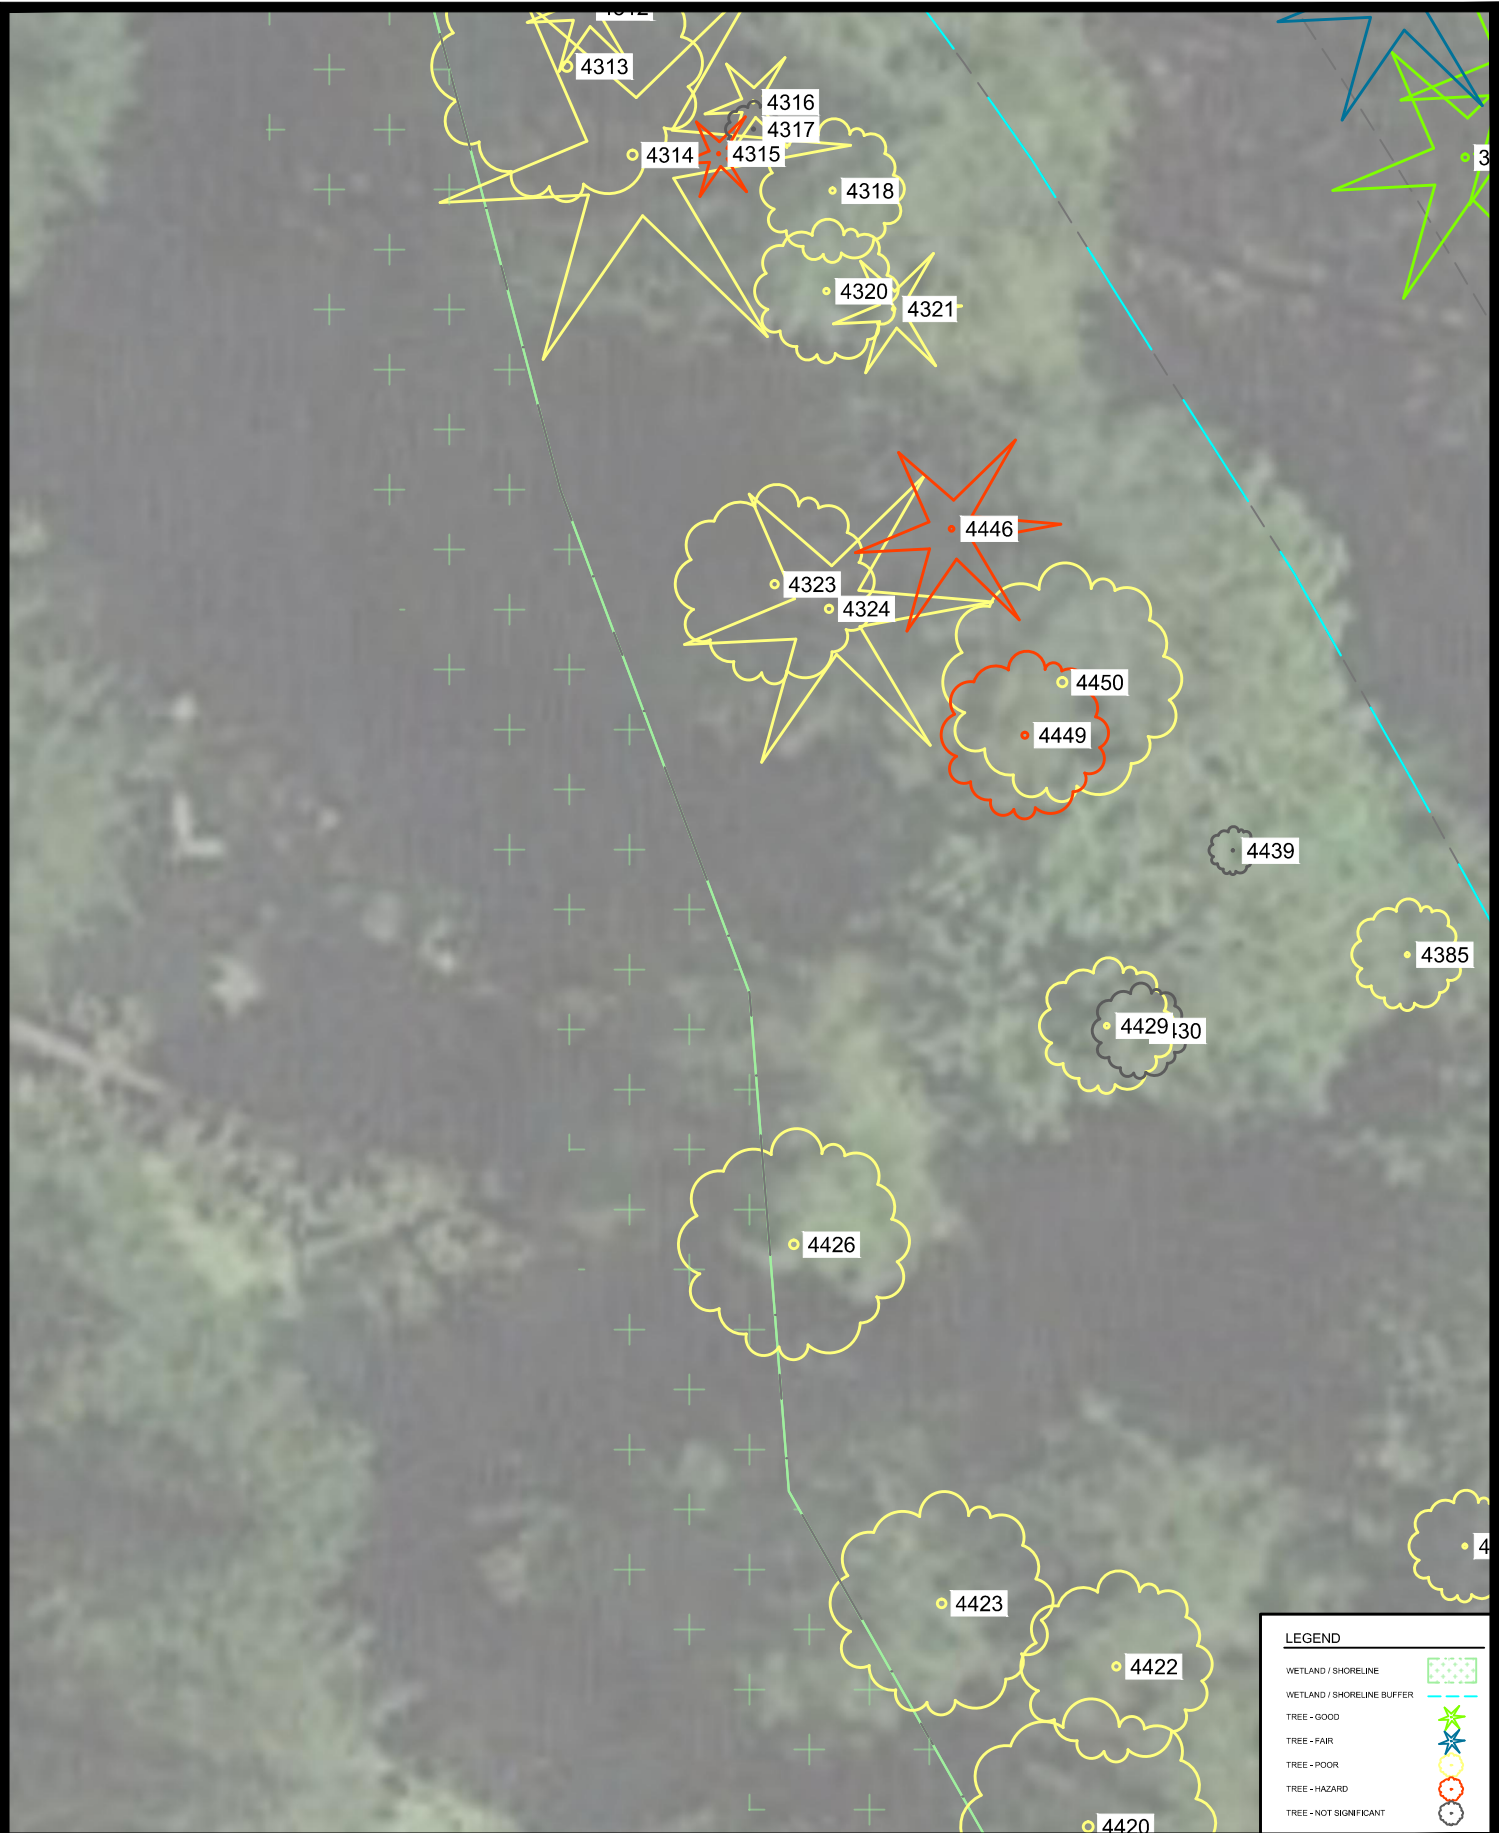 4313
4316
4317
4314
4315
4318
4320
4321
4446
4323
4324
4450
4449
4439
4385
4429
4426
4423
4422
4420
LEGEND
WETLAND / SHORELINE
WETLAND / SHORELINE BUFFER
TREE - GOOD
TREE - FAIR
TREE - POOR
TREE - HAZARD
TREE - NOT SIGNIFICANT